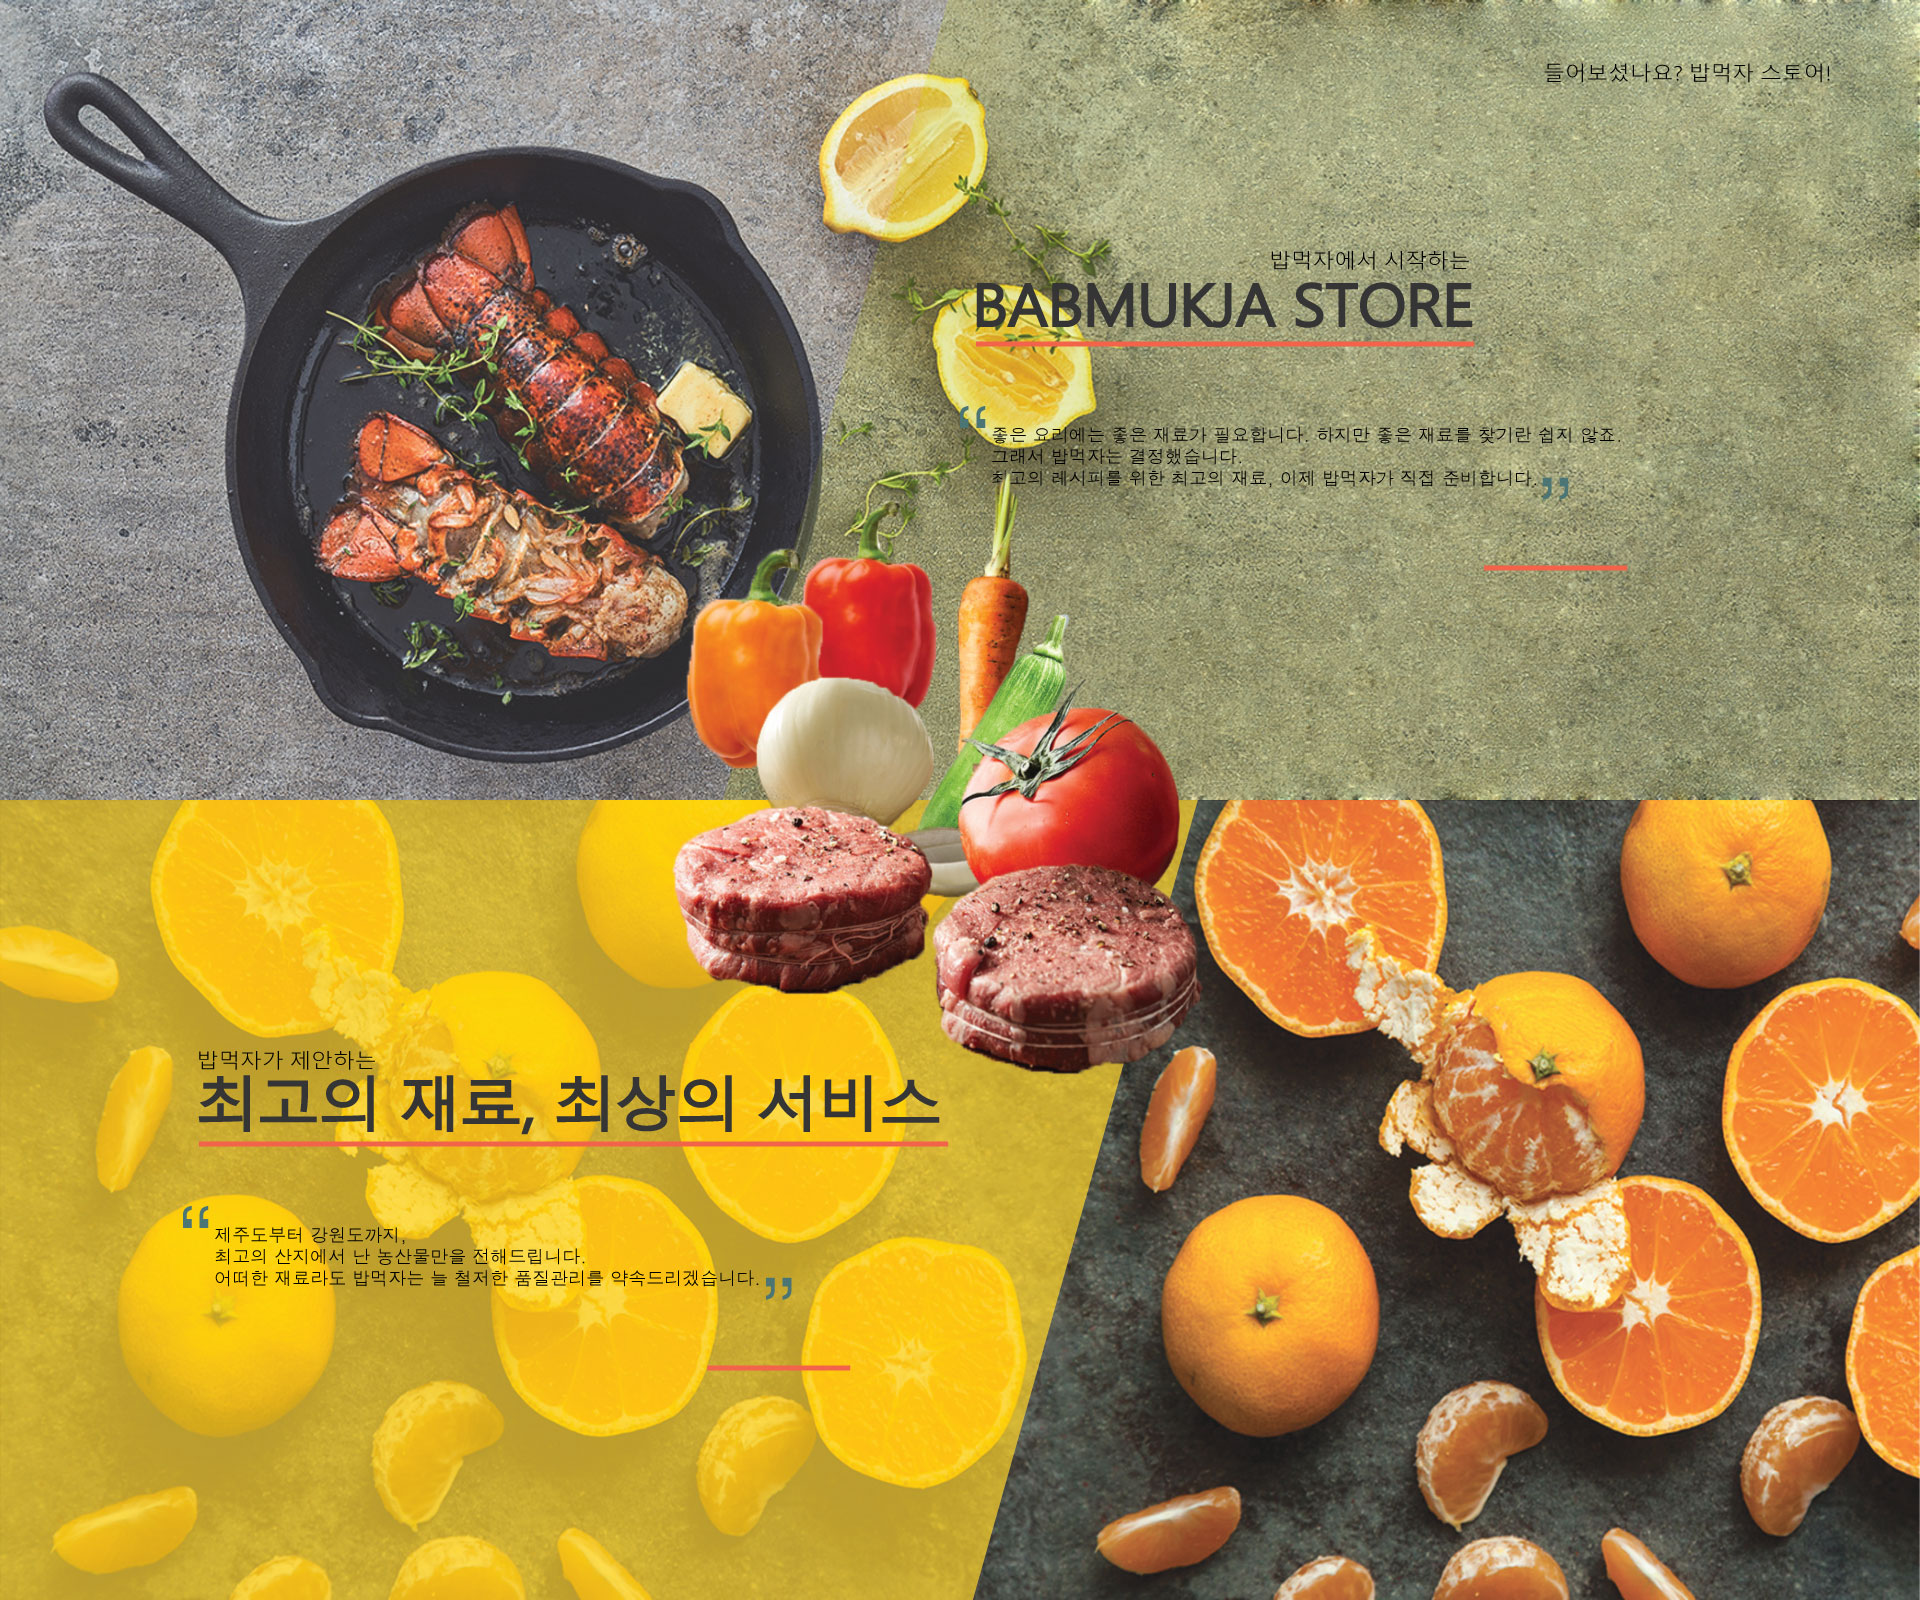 들어보셨나요? 밥먹자 스토어!
밥먹자에서 시작하는
BABMUKJA STORE
“좋은 요리에는 좋은 재료가 필요합니다. 하지만 좋은 재료를 찾기란 쉽지 않죠.
그래서 밥먹자는 결정했습니다.
최고의 레시피를 위한 최고의 재료, 이제 밥먹자가 직접 준비합니다.”
밥먹자가 제안하는
최고의 재료, 최상의 서비스
“제주도부터 강원도까지,
최고의 산지에서 난 농산물만을 전해드립니다.
어떠한 재료라도 밥먹자는 늘 철저한 품질관리를 약속드리겠습니다.”